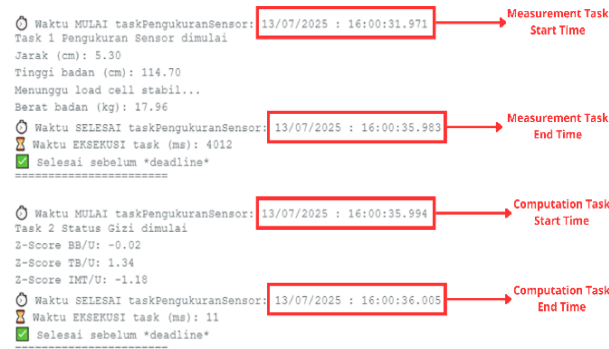 ⏱ Waktu MULAI taskPengukuranSensor: 13/07/2025 : 16:00:31.971
Measurement Task
Start Time
Task 1 Pengukuran Sensor dimulai
Jarak (cm): 5.30
Tinggi badan (cm): 114.70
Menunggu load cell stabil...
Berat badan (kg): 17.96
⏱ Waktu SELESAI taskPengukuranSensor: 13/07/2025 : 16:00:35.983
Measurement Task
End Time
⌛ Waktu EKSEKUSI task (ms): 4012
✅ Selesai sebelum *deadline*
=======================
⏱ Waktu MULAI taskPengukuranSensor: 13/07/2025 : 16:00:35.994
Computation Task
Start Time
Task 2 Status Gizi dimulai
Z-Score BB/U: -0.02
Z-Score TB/U: 1.34
Z-Score IMT/U: -1.18
⏱ Waktu SELESAI taskPengukuranSensor: 13/07/2025 : 16:00:36.005
Computation Task
End Time
⌛ Waktu EKSEKUSI task (ms): 11
✅ Selesai sebelum *deadline*
=======================